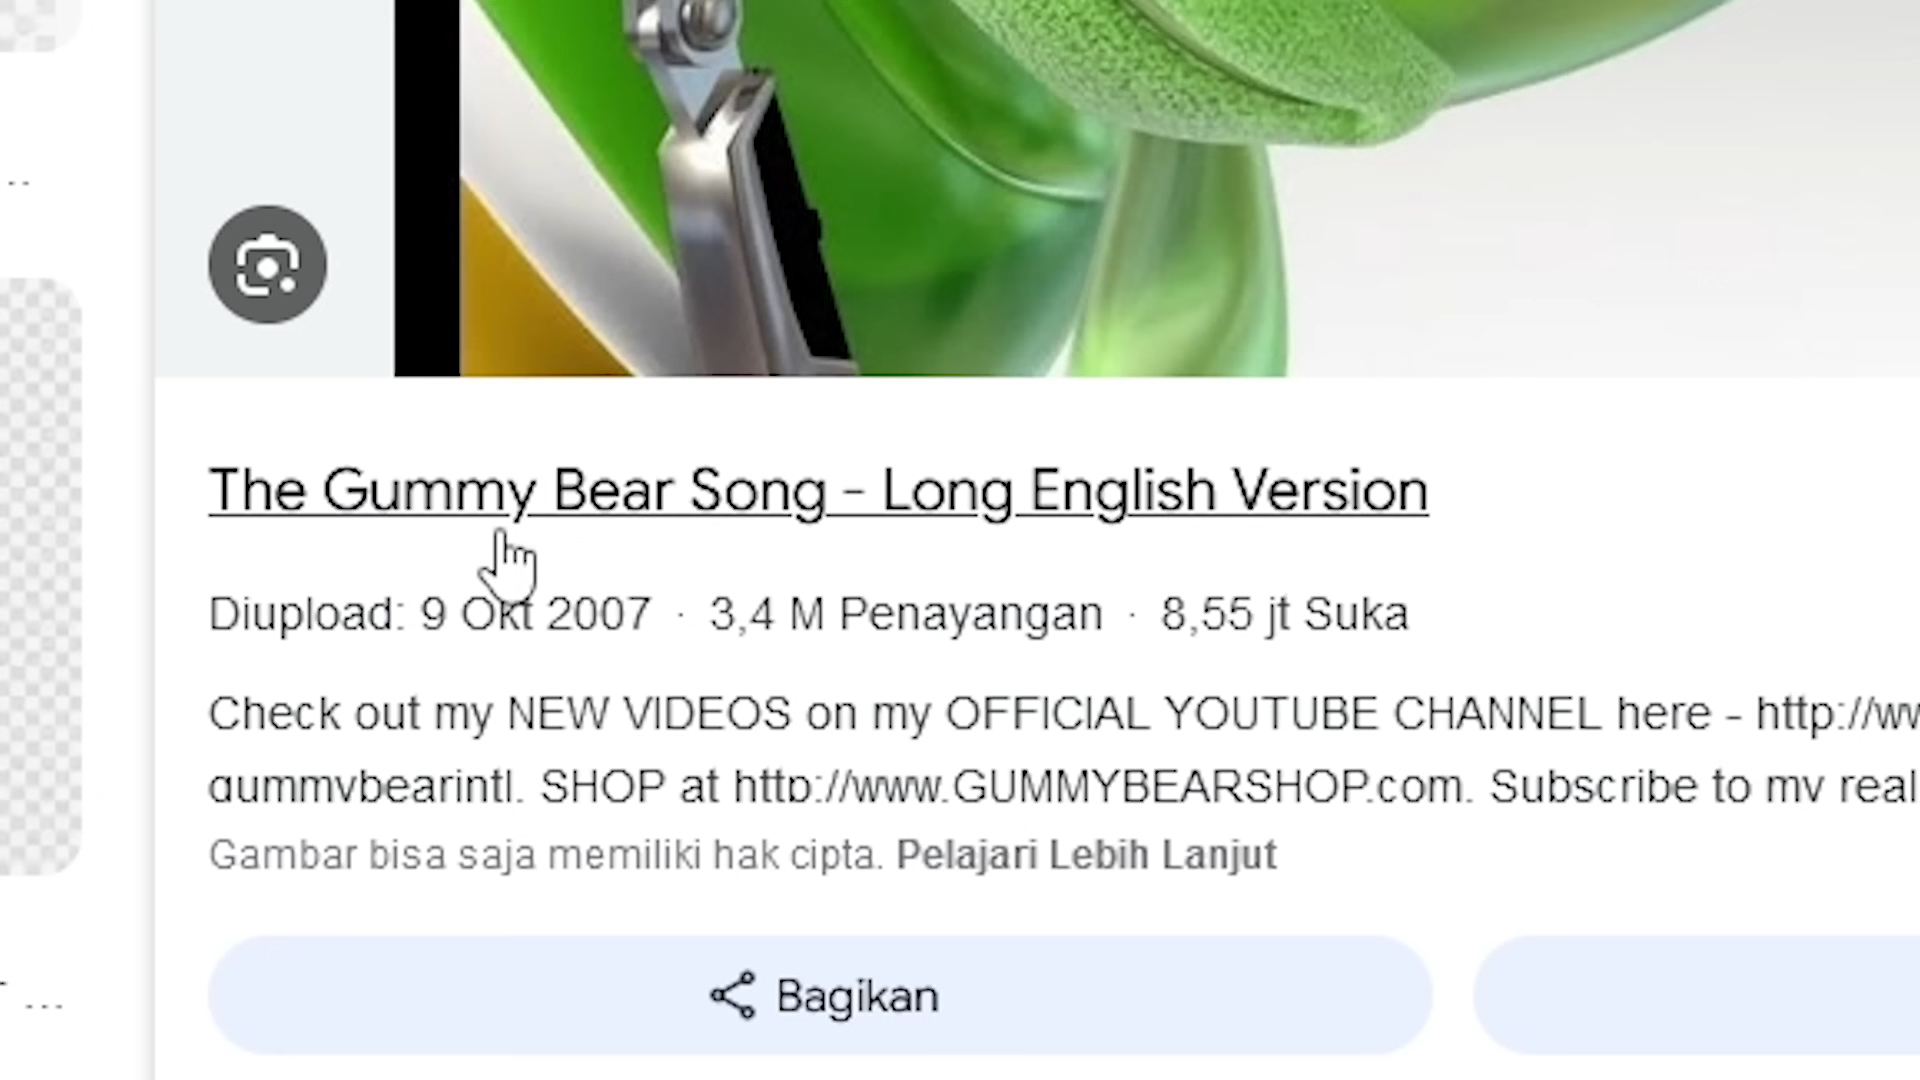 The Gummy Bear Song - Long English Version
Diupload: 9 Okt 2007 · 3,4 M Penayangan · 8,55 jt Suka
Check out my NEW VIDEOS on my OFFICIAL YOUTUBE CHANNEL here - http://ww
gummybearintl. SHOP at http://www.GUMMYBEARSHOP.com. Subscribe to my real
Gambar bisa saja memiliki hak cipta. Pelajari Lebih Lanjut
Bagikan